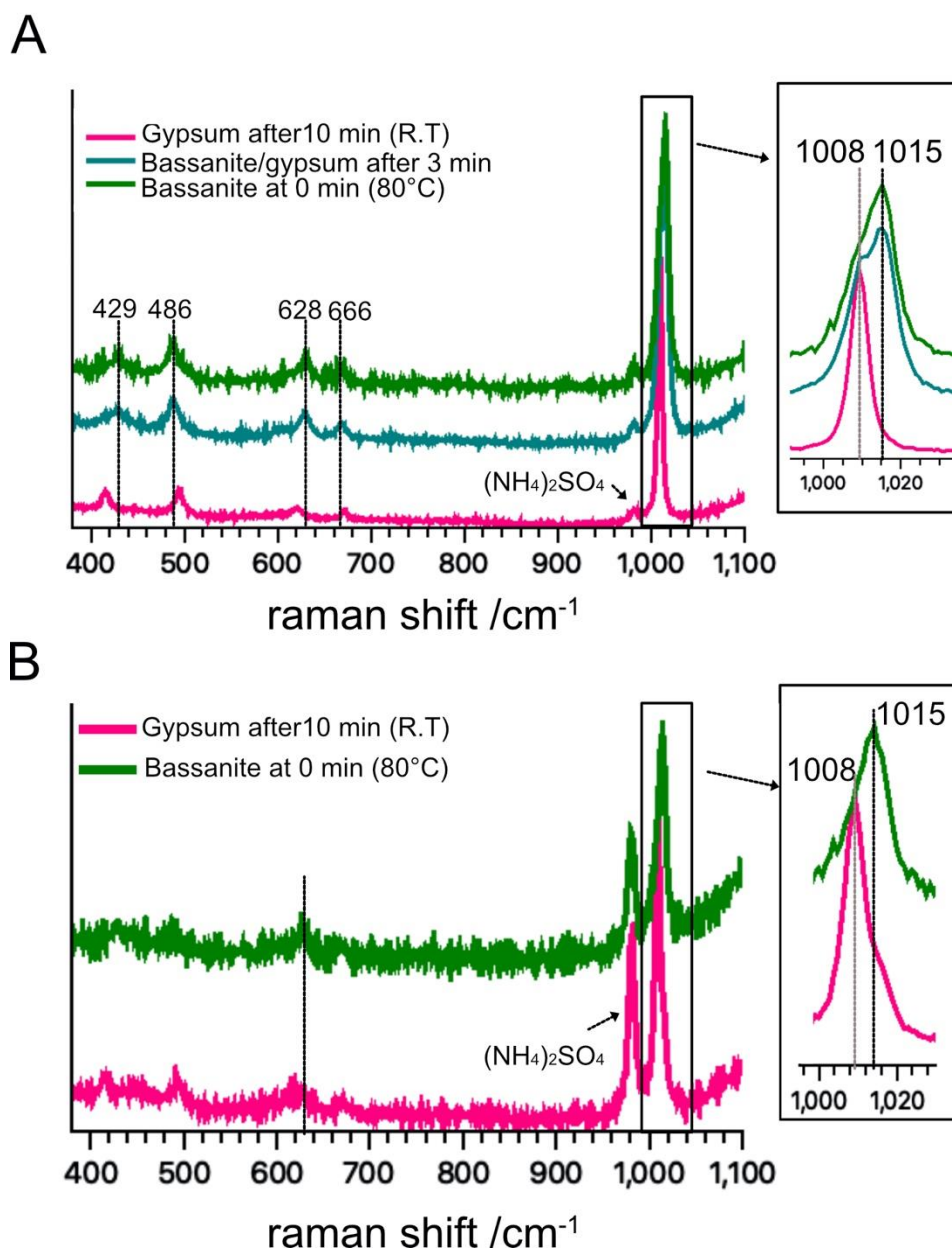 A
Gypsum after10 min (R.T)
Bassanite/gypsum after 3 min
Bassanite at 0 min (80°C)
1008 1015
429 486 628 666
(NH₄)₂SO₄
1,000 1,020
400 500 600 700 800 900 1,000 1,100
raman shift /cm⁻¹
B
Gypsum after10 min (R.T)
Bassanite at 0 min (80°C)
1015
1008
(NH₄)₂SO₄
1,000 1,020
400 500 600 700 800 900 1,000 1,100
raman shift /cm⁻¹